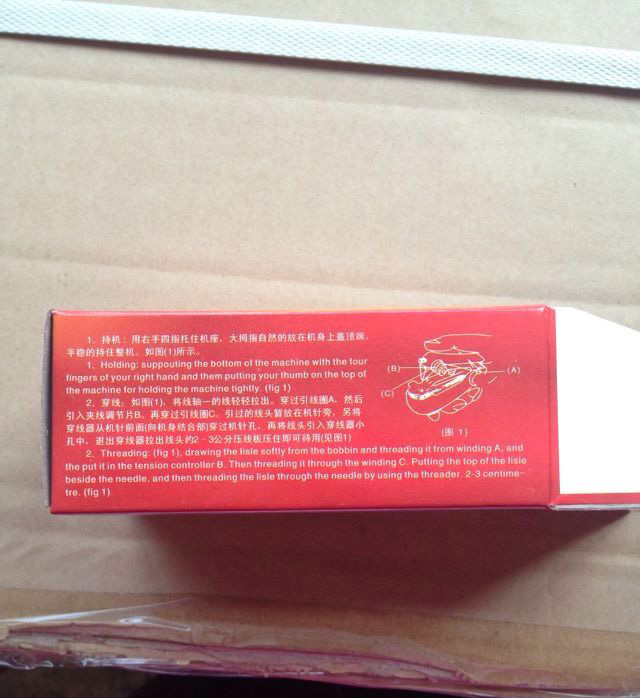 1、持机：用右手四指托住机座，大拇指自然的放在机身上盖顶端，
平稳的持住整机。如图(1)所示。
1、Holding: suppouting the bottom of the machine with the four
fingers of your right hand and them putting your thumb on the top of
the machine for holding the machine tightly. (fig 1)
2、穿线：如图(1)，将线轴一的线轻轻拉出。穿过引线圈A。然后
引入夹线调节片B。再穿过引线圈C。引过的线头暂放在机针旁，另将
穿线器从机针前面(向机身结合部)穿过机针孔，再将线头引入穿线器小
孔中，退出穿线器拉出线头约2-3公分压线板压住即可待用(见图1)
2、Threading: (fig 1), drawing the lisle softly from the bobbin and threading it from winding A, and
the put it in the tension controller B. Then threading it through the winding C. Putting the top of the lisle
beside the needle, and then threading the lisle through the needle by using the threader. 2-3 centime-
tre. (fig 1)
(B)
(A)
(C)
(图 1)